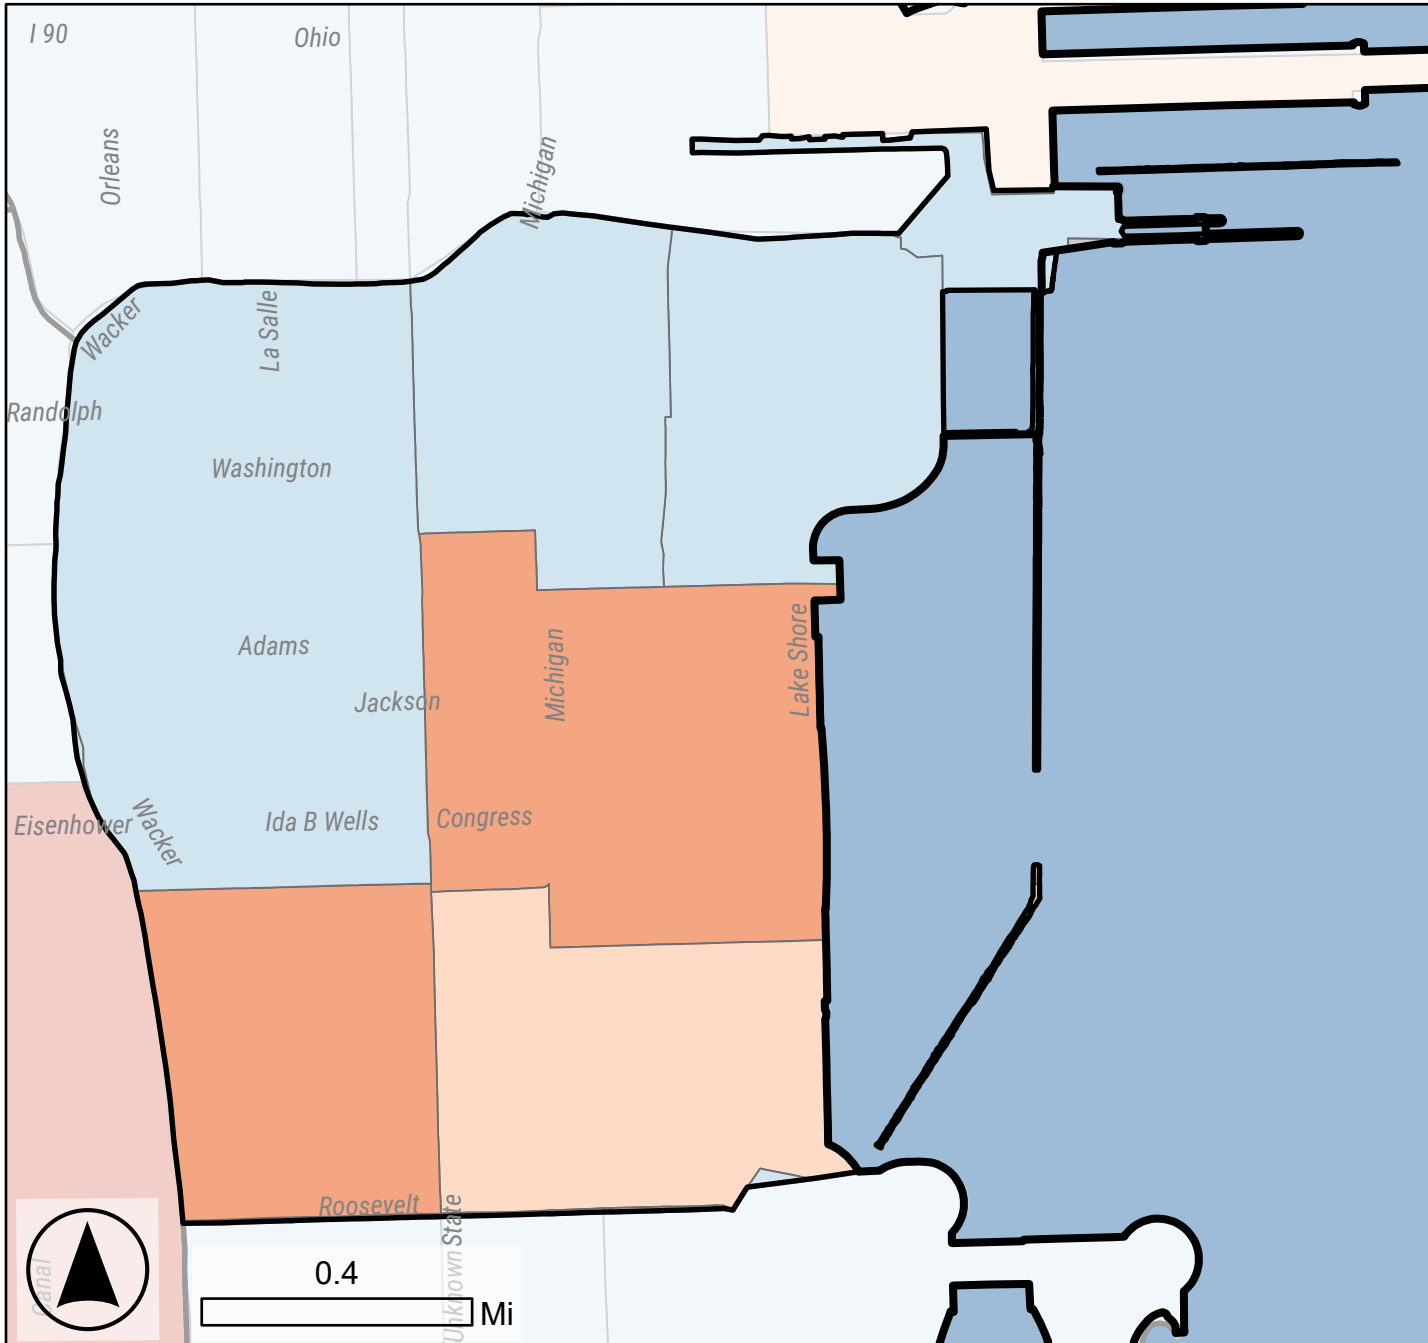 I 90
Ohio
Orleans
Michigan
Wacker
La Salle
Randolph
Washington
Adams
Jackson
Michigan
Lake Shore
Eisenhower
Wacker
Ida B Wells
Congress
Roosevelt
State
Unknown
Canal
0.4
Mi